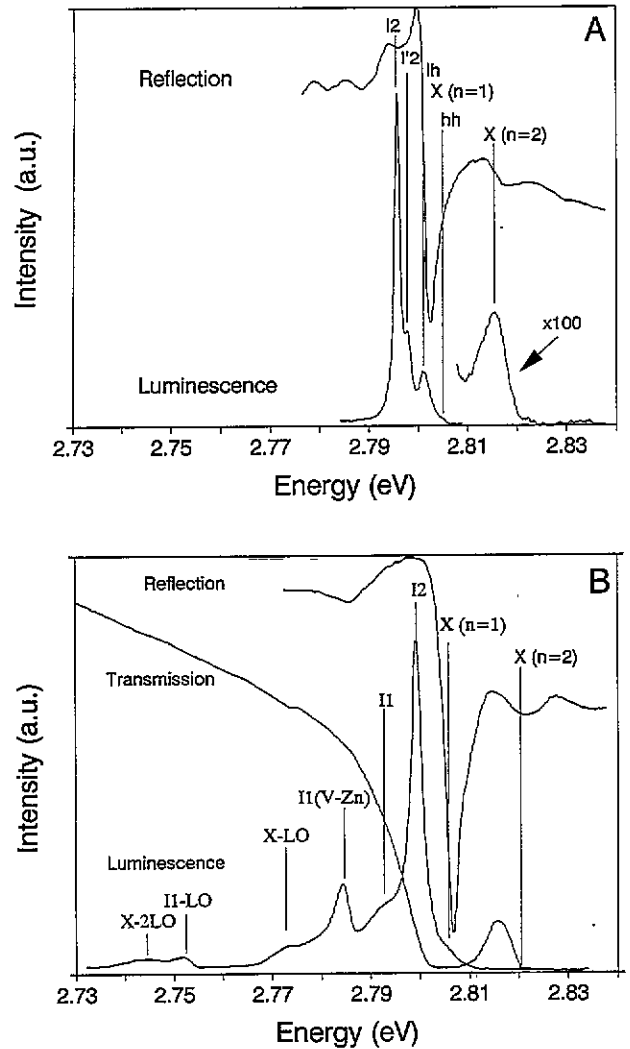 A
I2
I'2
lh
Reflection
X (n=1)
hh
X (n=2)
x100
Luminescence
Intensity (a.u.)
2.73 2.75 2.77 2.79 2.81 2.83
Energy (eV)
B
Reflection
I2
X (n=1)
X (n=2)
Transmission
I1
I1(V-Zn)
X-LO
Luminescence
I1-LO
X-2LO
Intensity (a.u.)
2.73 2.75 2.77 2.79 2.81 2.83
Energy (eV)